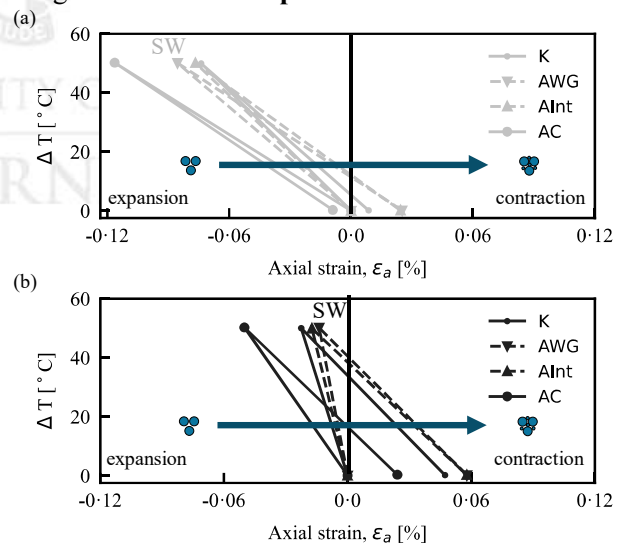 (a)
60
SW
K
AWG
AInt
AC
40
20
0
Δ T [ ° C]
expansion
contraction
-0·12
-0·06
0·0
0·06
0·12
Axial strain, εa [%]
(b)
60
SW
K
AWG
AInt
AC
40
20
0
Δ T [ ° C]
expansion
contraction
-0·12
-0·06
0·0
0·06
0·12
Axial strain, εa [%]